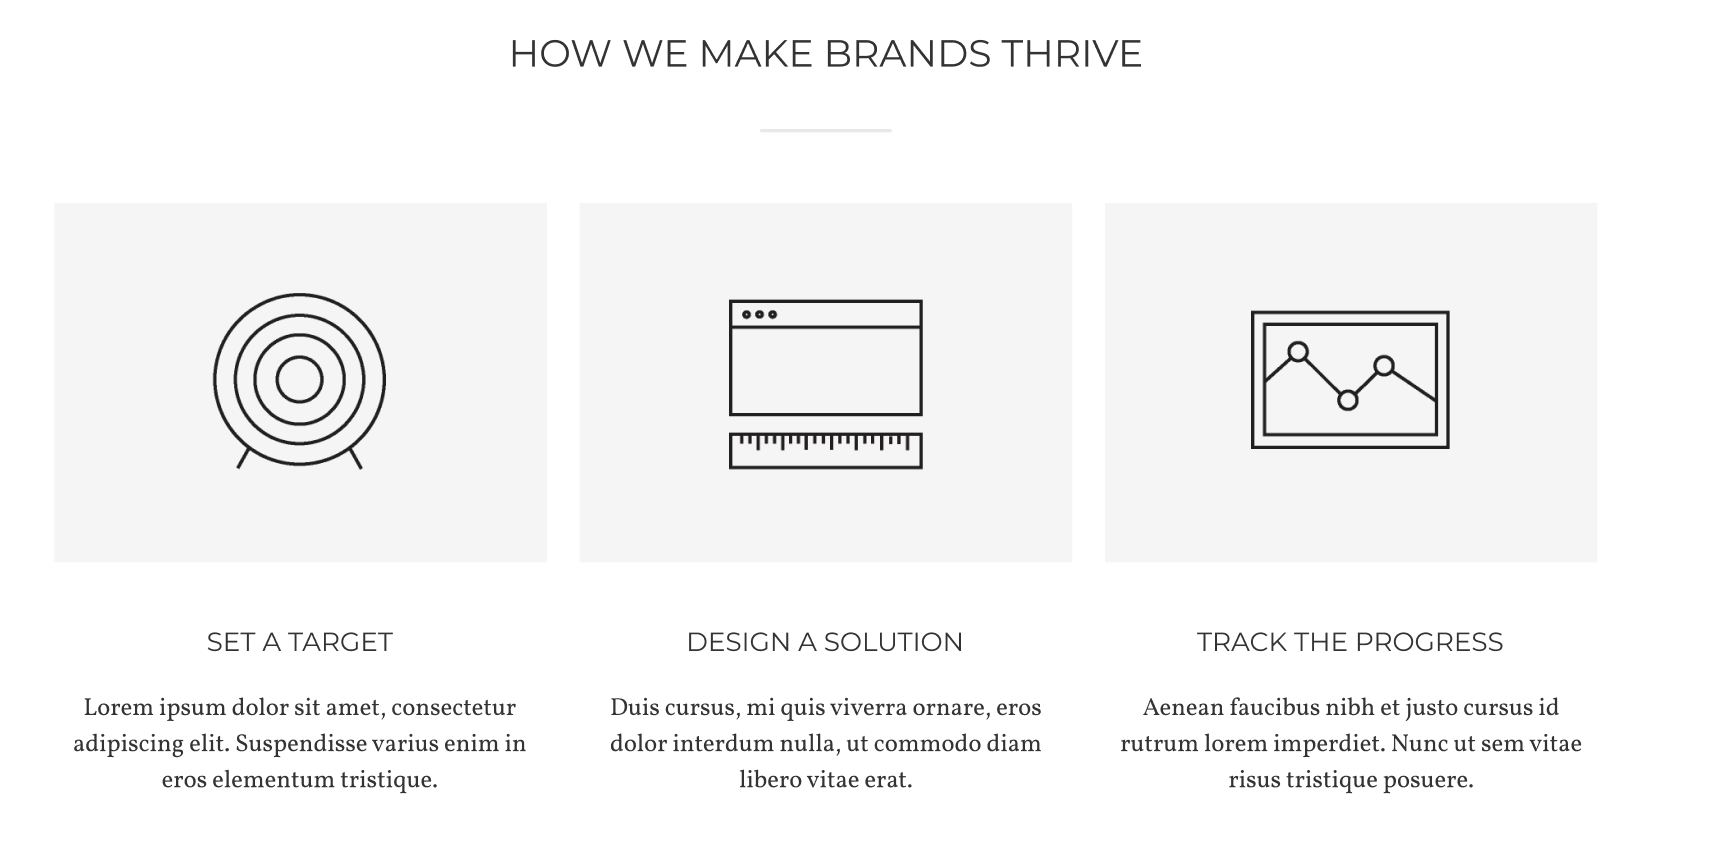 HOW WE MAKE BRANDS THRIVE
SET A TARGET
Lorem ipsum dolor sit amet, consectetur
adipiscing elit. Suspendisse varius enim in
eros elementum tristique.
DESIGN A SOLUTION
Duis cursus, mi quis viverra ornare, eros
dolor interdum nulla, ut commodo diam
libero vitae erat.
TRACK THE PROGRESS
Aenean faucibus nibh et justo cursus id
rutrum lorem imperdiet. Nunc ut sem vitae
risus tristique posuere.